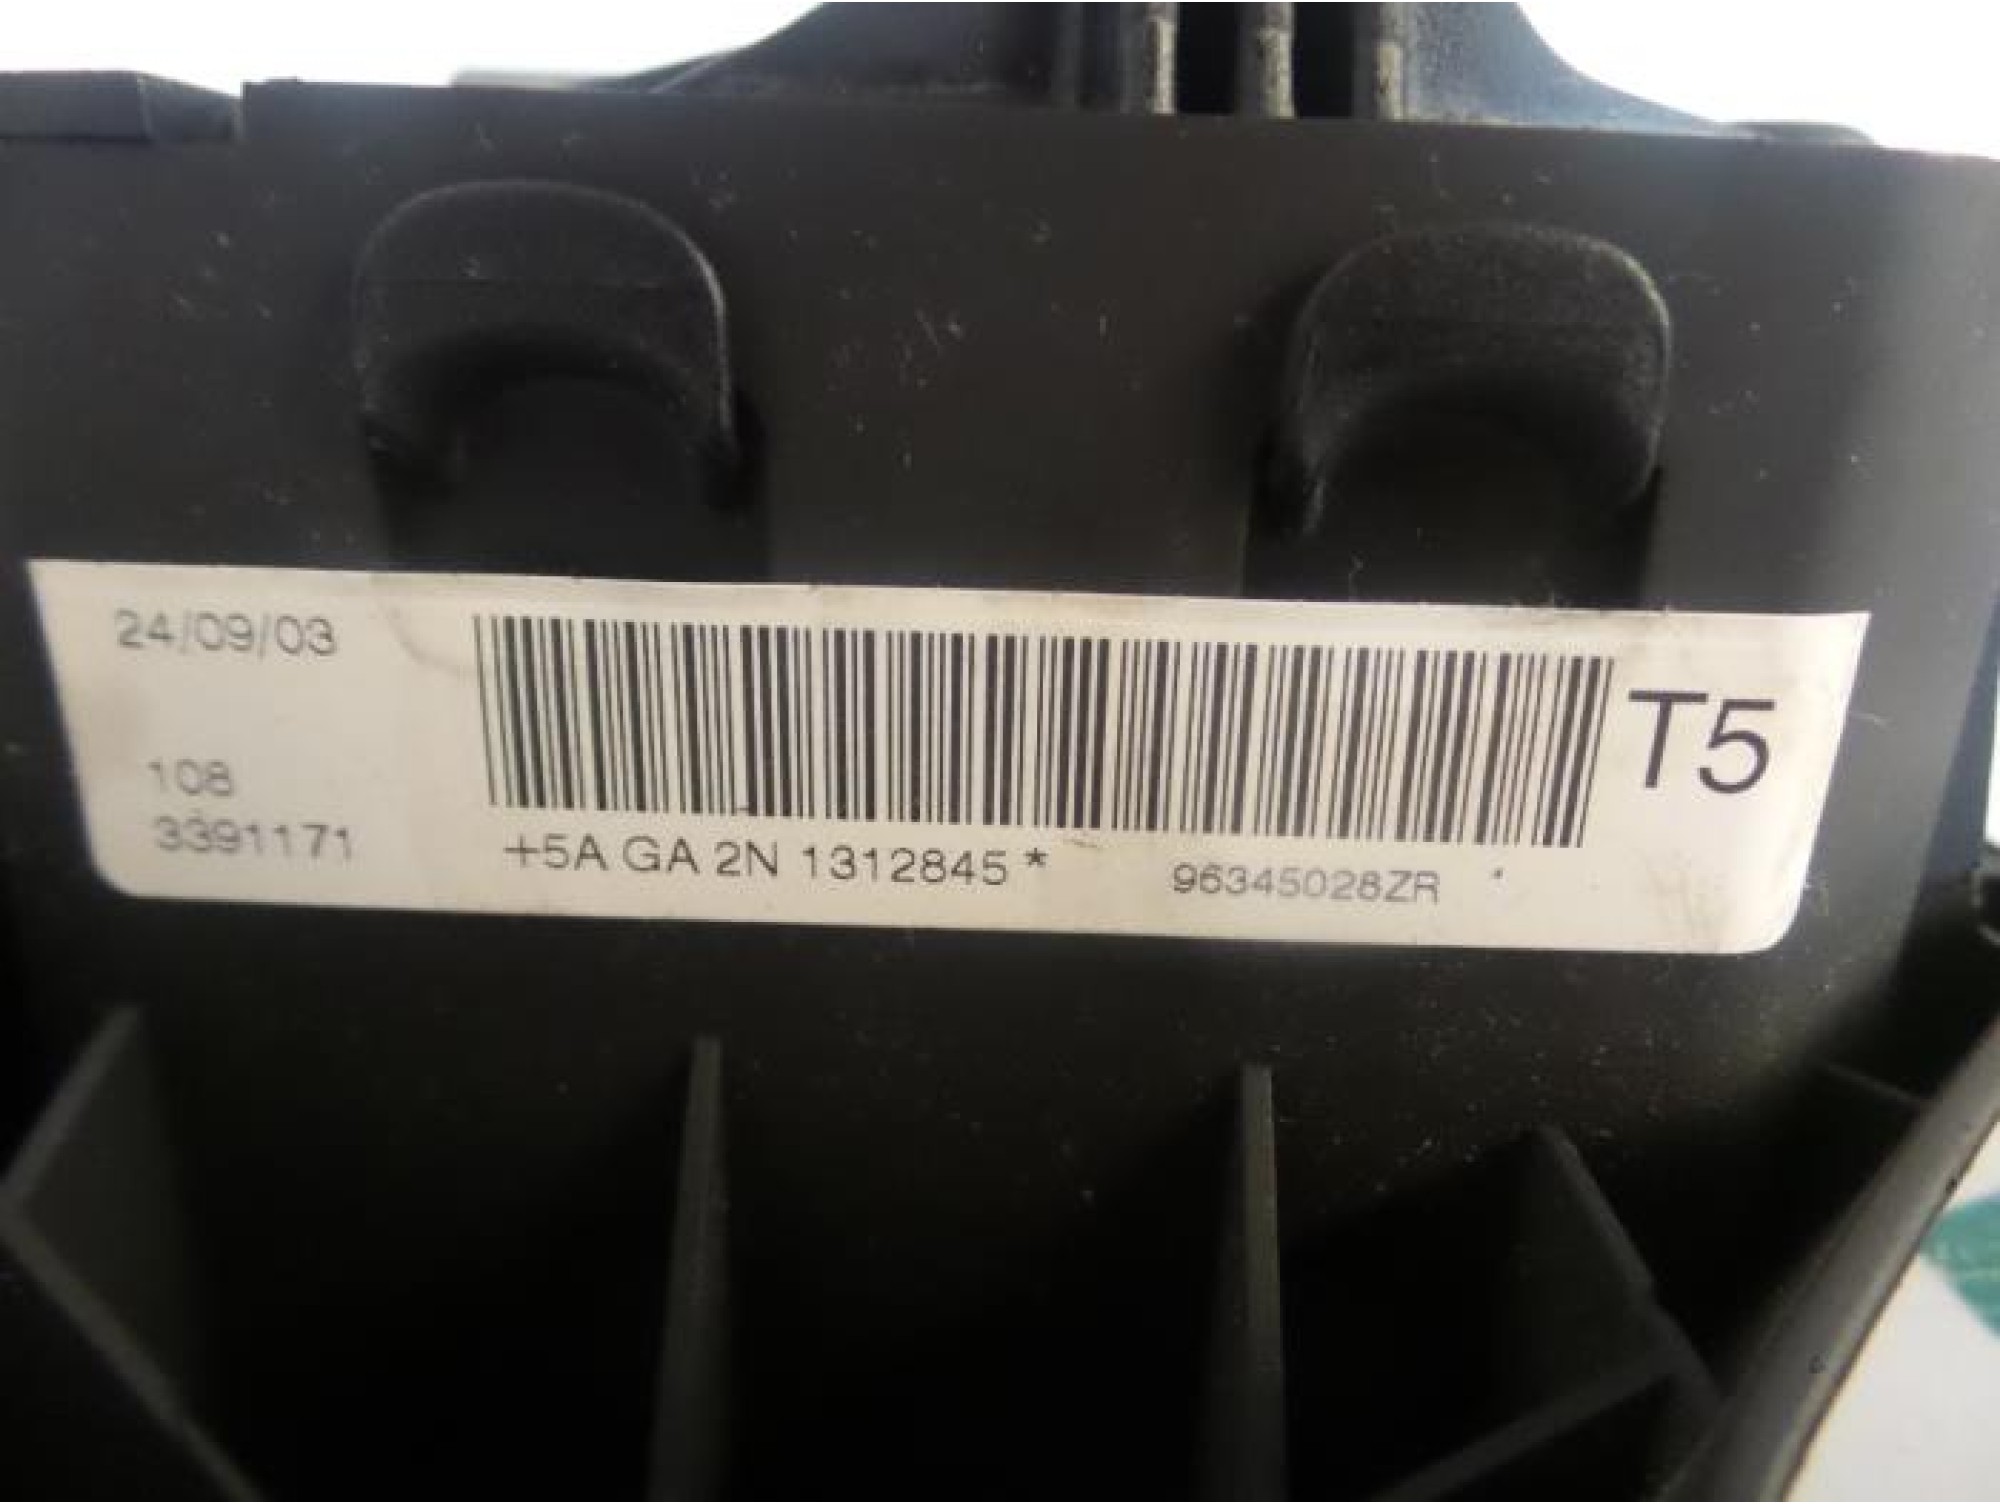 24/09/03
T5
108
3391171
+5A GA 2N 1312845 *
96345028ZR *